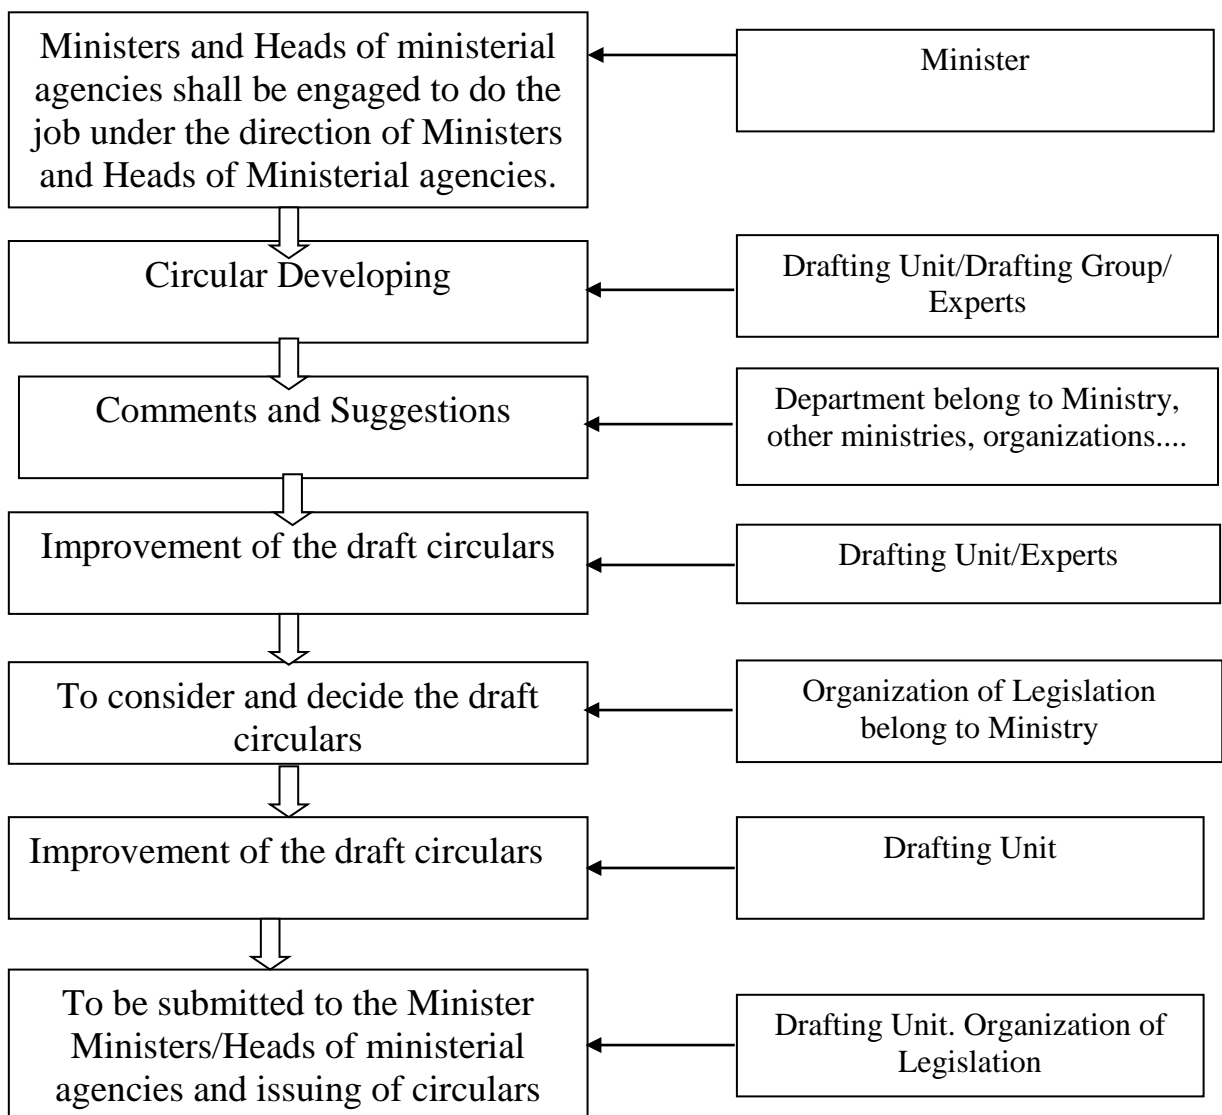 Ministers and Heads of ministerial
agencies shall be engaged to do the
job under the direction of Ministers
and Heads of Ministerial agencies.
Minister
Circular Developing
Drafting Unit/Drafting Group/
Experts
Comments and Suggestions
Department belong to Ministry,
other ministries, organizations....
Improvement of the draft circulars
Drafting Unit/Experts
To consider and decide the draft
circulars
Organization of Legislation
belong to Ministry
Improvement of the draft circulars
Drafting Unit
To be submitted to the Minister
Ministers/Heads of ministerial
agencies and issuing of circulars
Drafting Unit. Organization of
Legislation